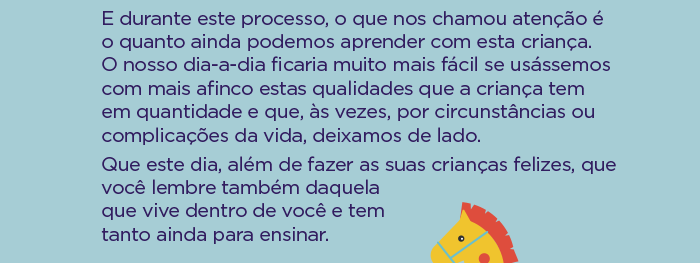 E durante este processo, o que nos chamou atenção é
o quanto ainda podemos aprender com esta criança.
O nosso dia-a-dia ficaria muito mais fácil se usássemos
com mais afinco estas qualidades que a criança tem
em quantidade e que, às vezes, por circunstâncias ou
complicações da vida, deixamos de lado.
Que este dia, além de fazer as suas crianças felizes, que
você lembre também daquela
que vive dentro de você e tem
tanto ainda para ensinar.